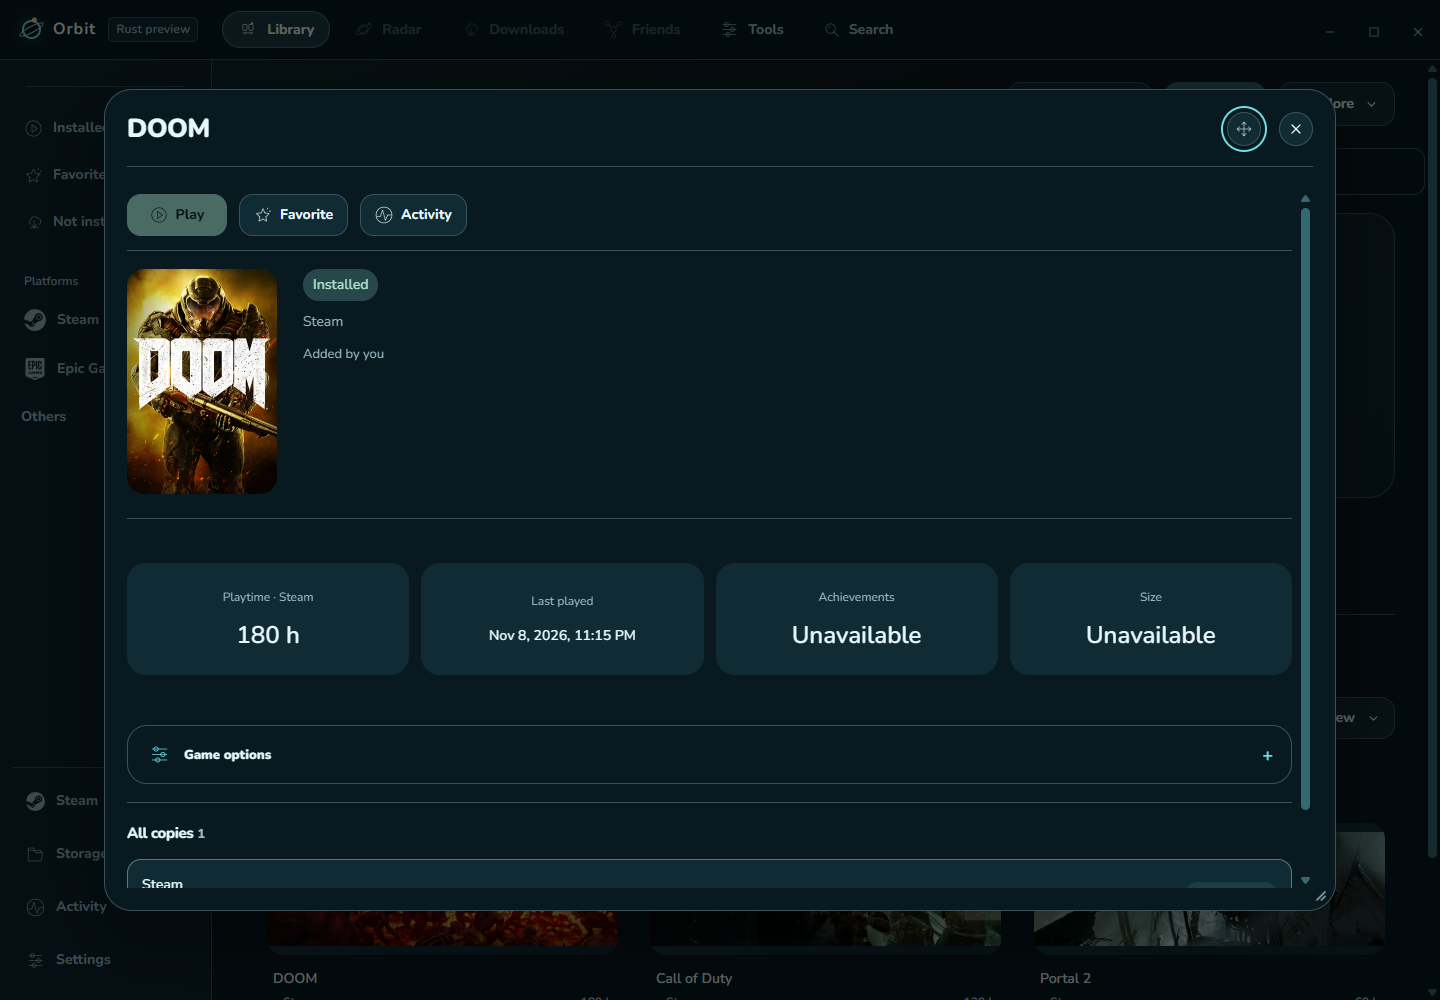 Orbit
Rust preview
Library
Radar
Downloads
Friends
Tools
Search
DOOM
Installed
Favorite
Not inst
Platforms
Steam
EPIC
Epic Ga
Others
Steam
Storage
Activity
Settings
Play
Favorite
Activity
DOOM
Installed
Steam
Added by you
Playtime · Steam
180 h
Last played
Nov 8, 2026, 11:15 PM
Achievements
Unavailable
Size
Unavailable
Game options
All copies 1
Steam
DOOM
Call of Duty
Portal 2